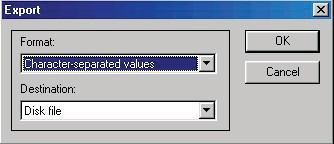 Export
Format:
Character-separated values
OK
Cancel
Destination:
Disk file